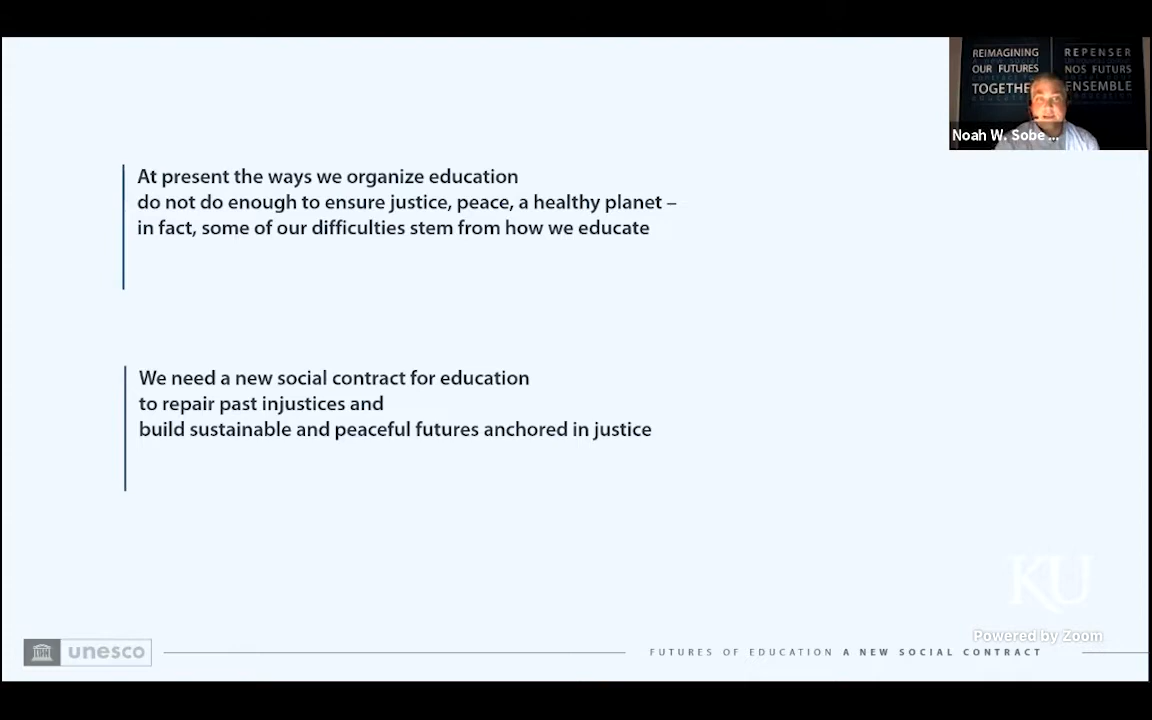 REIMAGINING
OUR FUTURES
TOGETHE
REPENSER
NOS FUTURS
ENSEMBLE
Noah W. Sobe ...
At present the ways we organize education
do not do enough to ensure justice, peace, a healthy planet –
in fact, some of our difficulties stem from how we educate
We need a new social contract for education
to repair past injustices and
build sustainable and peaceful futures anchored in justice
KU
Powered by Zoom
unesco
FUTURES OF EDUCATION A NEW SOCIAL CONTRACT